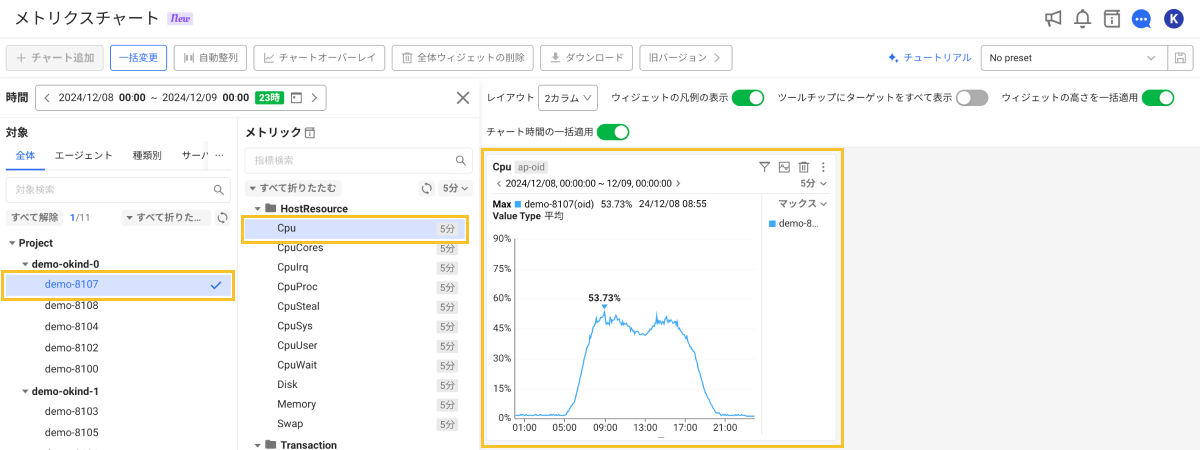 メトリクスチャート New
K
チャート追加 一括変更 自動整列 チャートオーバーレイ 全体ウィジェットの削除 ダウンロード 旧バージョン チュートリアル No preset
時間 2024/12/08 00:00 ~ 2024/12/09 00:00 23時
レイアウト 2カラム ウィジェットの凡例の表示 ツールチップにターゲットをすべて表示 ウィジェットの高さを一括適用
チャート時間の一括適用
対象
全体 エージェント 種類別 サーバ ...
対象検索
すべて解除 1/11 すべて折りた...
Project
demo-okind-0
demo-8107
demo-8108
demo-8104
demo-8102
demo-8100
demo-okind-1
demo-8103
demo-8105
メトリック
指標検索
すべて折りたたむ 5分
HostResource
Cpu 5分
CpuCores 5分
CpuIrq 5分
CpuProc 5分
CpuSteal 5分
CpuSys 5分
CpuUser 5分
CpuWait 5分
Disk 5分
Memory 5分
Swap 5分
Transaction
Cpu ap-oid
2024/12/08, 00:00:00 ~ 12/09, 00:00:00 5分
Max demo-8107(oid) 53.73% 24/12/08 08:55
Value Type 平均
マックス
demo-8...
90%
75%
60%
45%
30%
15%
0%
53.73%
01:00 05:00 09:00 13:00 17:00 21:00